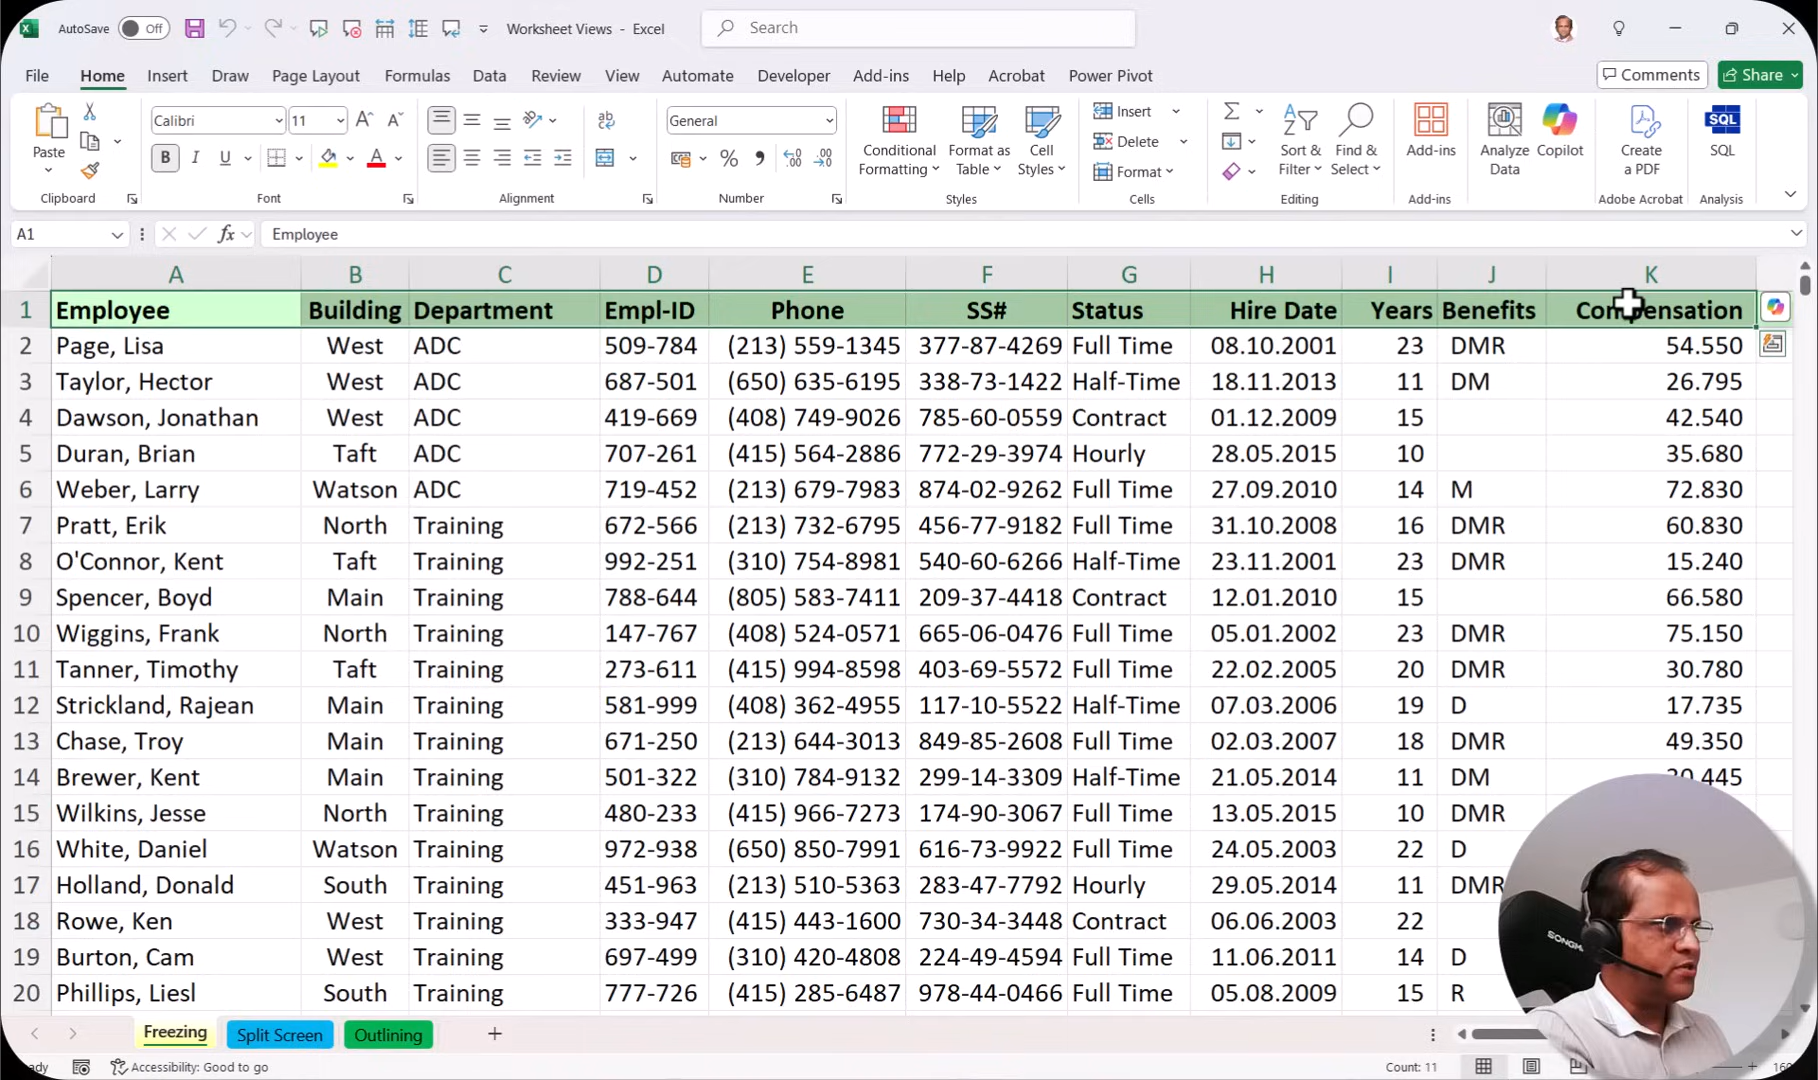 AutoSave Off Worksheet Views - Excel Search
File Home Insert Draw Page Layout Formulas Data Review View Automate Developer Add-ins Help Acrobat Power Pivot Comments Share
Calibri 11 General Insert Σ
Paste Conditional Formatting Format as Table Cell Styles Delete Sort & Filter Find & Select Add-ins Analyze Data Copilot Create a PDF SQL
B I U A % Format
Clipboard Font Alignment Number Styles Cells Editing Add-ins Adobe Acrobat Analysis
A1 fx Employee
A B C D E F G H I J K
1 Employee Building Department Empl-ID Phone SS# Status Hire Date Years Benefits Compensation
2 Page, Lisa West ADC 509-784 (213) 559-1345 377-87-4269 Full Time 08.10.2001 23 DMR 54.550
3 Taylor, Hector West ADC 687-501 (650) 635-6195 338-73-1422 Half-Time 18.11.2013 11 DM 26.795
4 Dawson, Jonathan West ADC 419-669 (408) 749-9026 785-60-0559 Contract 01.12.2009 15 42.540
5 Duran, Brian Taft ADC 707-261 (415) 564-2886 772-29-3974 Hourly 28.05.2015 10 35.680
6 Weber, Larry Watson ADC 719-452 (213) 679-7983 874-02-9262 Full Time 27.09.2010 14 M 72.830
7 Pratt, Erik North Training 672-566 (213) 732-6795 456-77-9182 Full Time 31.10.2008 16 DMR 60.830
8 O'Connor, Kent Taft Training 992-251 (310) 754-8981 540-60-6266 Half-Time 23.11.2001 23 DMR 15.240
9 Spencer, Boyd Main Training 788-644 (805) 583-7411 209-37-4418 Contract 12.01.2010 15 66.580
10 Wiggins, Frank North Training 147-767 (408) 524-0571 665-06-0476 Full Time 05.01.2002 23 DMR 75.150
11 Tanner, Timothy Taft Training 273-611 (415) 994-8598 403-69-5572 Full Time 22.02.2005 20 DMR 30.780
12 Strickland, Rajean Main Training 581-999 (408) 362-4955 117-10-5522 Half-Time 07.03.2006 19 D 17.735
13 Chase, Troy Main Training 671-250 (213) 644-3013 849-85-2608 Full Time 02.03.2007 18 DMR 49.350
14 Brewer, Kent Main Training 501-322 (310) 784-9132 299-14-3309 Half-Time 21.05.2014 11 DM
15 Wilkins, Jesse North Training 480-233 (415) 966-7273 174-90-3067 Full Time 13.05.2015 10 DMR
16 White, Daniel Watson Training 972-938 (650) 850-7991 616-73-9922 Full Time 24.05.2003 22 D
17 Holland, Donald South Training 451-963 (213) 510-5363 283-47-7792 Hourly 29.05.2014 11 DMR
18 Rowe, Ken West Training 333-947 (415) 443-1600 730-34-3448 Contract 06.06.2003 22
19 Burton, Cam West Training 697-499 (310) 420-4808 224-49-4594 Full Time 11.06.2011 14 D
20 Phillips, Liesl South Training 777-726 (415) 285-6487 978-44-0466 Full Time 05.08.2009 15 R
Freezing Split Screen Outlining
Accessibility: Good to go Count: 11